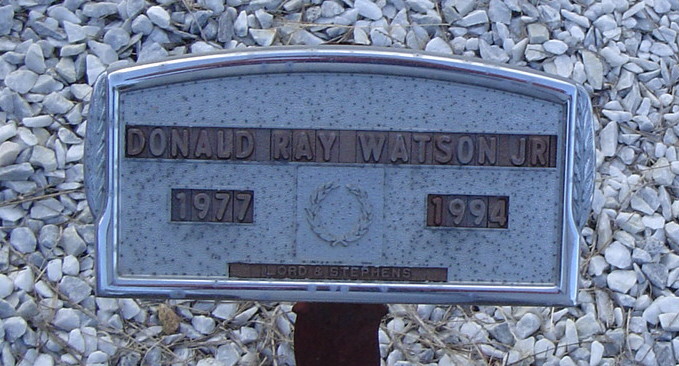 DONALD RAY WATSON JR
1977 1994
LORD & STEPHENS